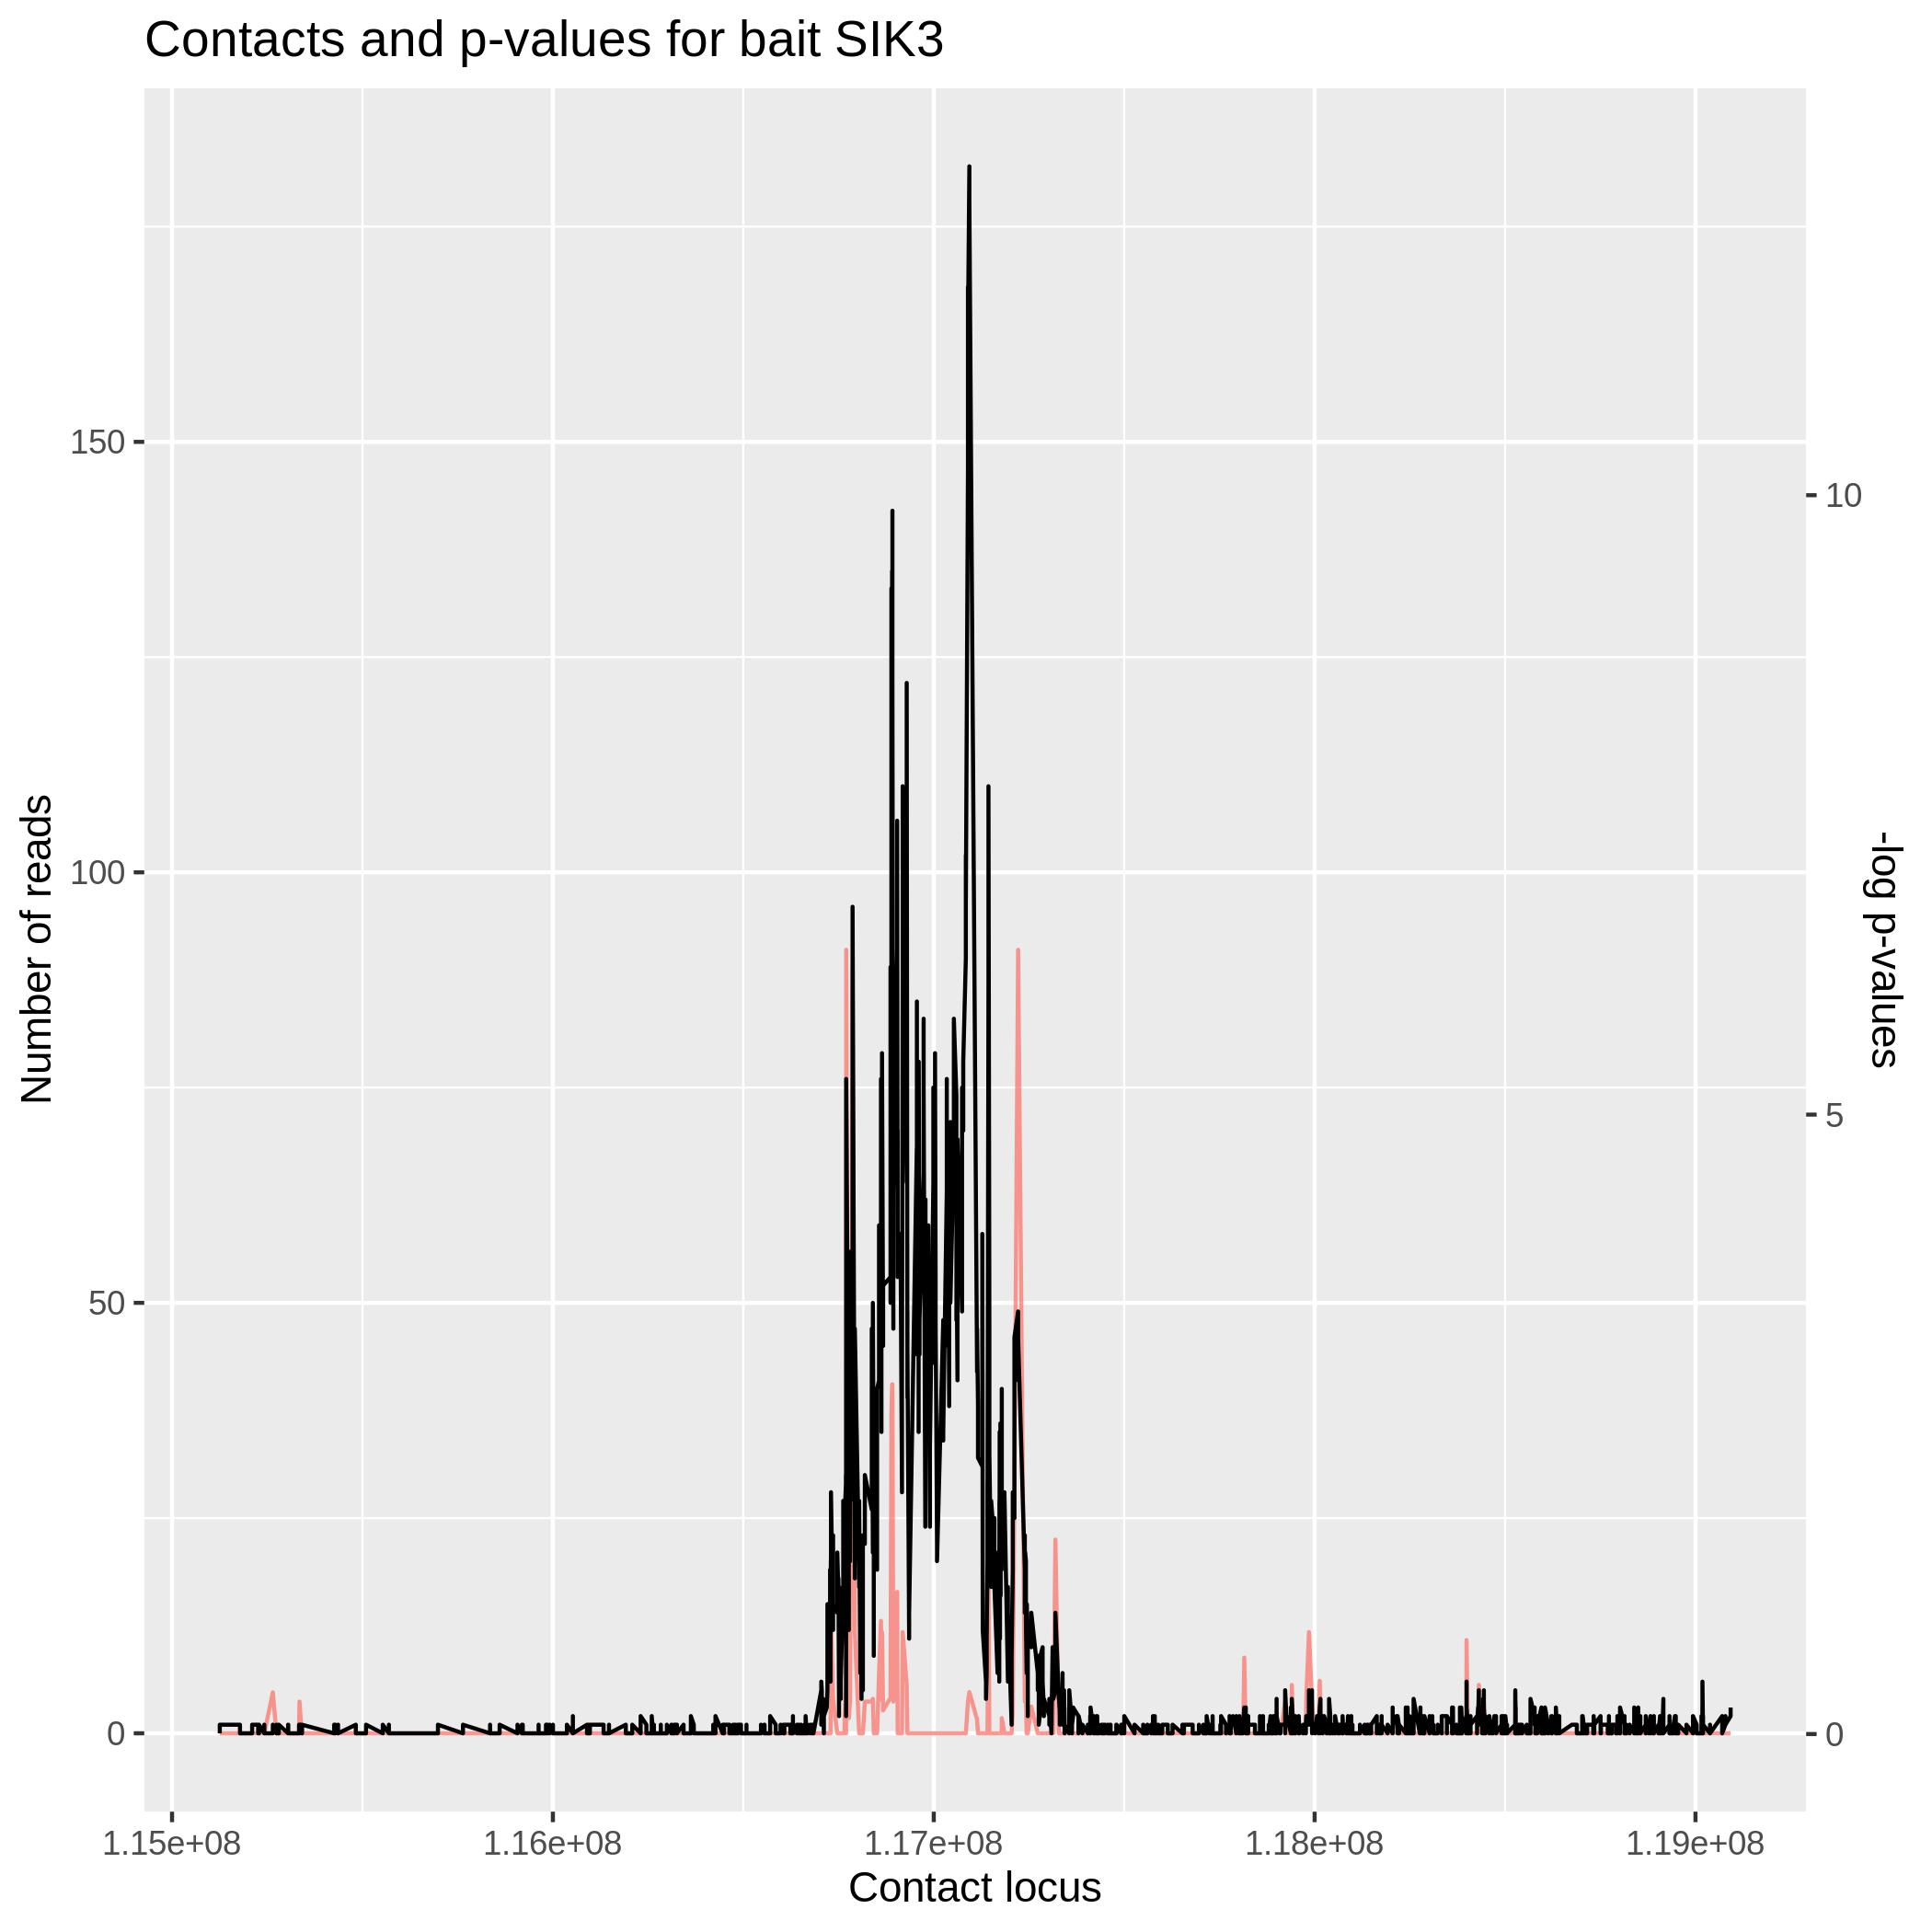 Contacts and p-values for bait SIK3
150
100
50
0
10
5
0
Number of reads
-log p-values
1.15e+08 1.16e+08 1.17e+08 1.18e+08 1.19e+08
Contact locus